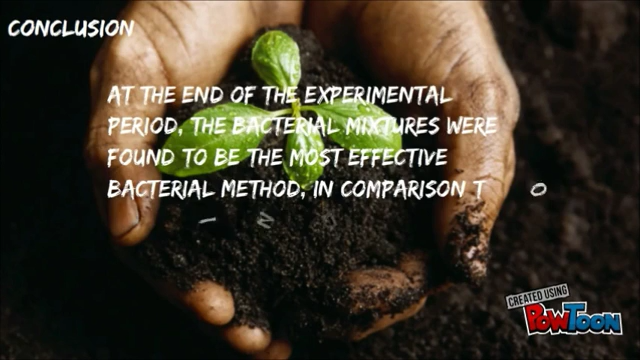 CONCLUSION
AT THE END OF THE EXPERIMENTAL
PERIOD, THE BACTERIAL MIXTURES WERE
FOUND TO BE THE MOST EFFECTIVE
BACTERIAL METHOD, IN COMPARISON T O
I N
CREATED USING
POWTOON